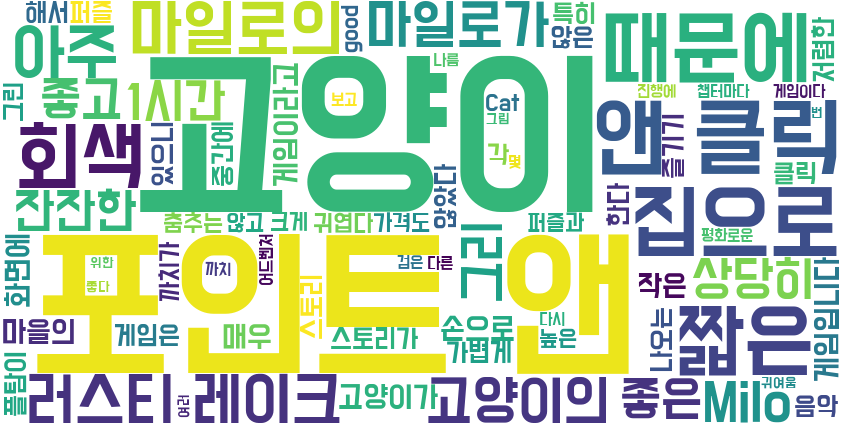 해서 퍼즐
마일로의
good
마일로가
특히
않은
때문에
저렴한
아주
그린
좋고
1시간
고양이
나름
보고
Cat
그림
각
몇
진행에
챕터마다
게임이다
번
앤
클릭
즐기기
클릭
회색
있으니
중간에
게임이라고
잔잔한
춤추는
않고
크게
귀엽다
가격도
않았다
퍼즐과
한다
집으로
평화로운
화면에
위한
좋다
까치가
까치
어드벤처
포인트
앤
스토리
검은
다른
그리
작은
상당히
게임입니다
마을의
게임은
매우
스토리가
손으로
가볍게
다시
높은
나오는
짧은
플탐이
러스티
여러
레이크
고양이가
고양이의
좋은
Milo
귀여움
음악